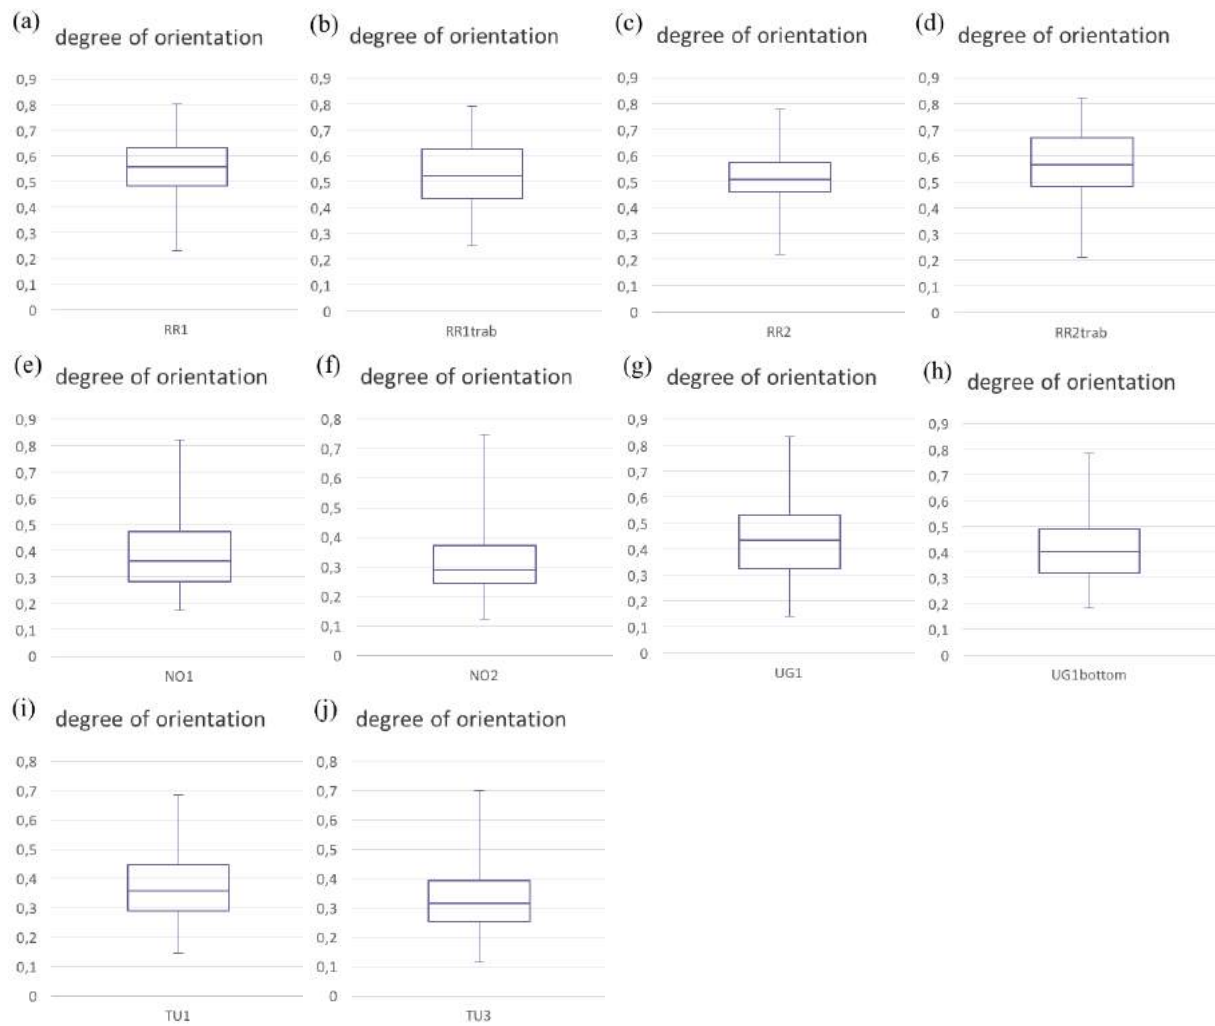 (a) (b) (c) (d)
degree of orientation degree of orientation degree of orientation degree of orientation
0,9 0,9 0,9 0,9
0,8 0,8 0,8 0,8
0,7 0,7 0,7 0,7
0,6 0,6 0,6 0,6
0,5 0,5 0,5 0,5
0,4 0,4 0,4 0,4
0,3 0,3 0,3 0,3
0,2 0,2 0,2 0,2
0,1 0,1 0,1 0,1
0 0 0 0
RR1 RR1trab RR2 RR2trab
(e) (f) (g) (h)
degree of orientation degree of orientation degree of orientation degree of orientation
0,9 0,8 0,9 0,9
0,8 0,7 0,8 0,8
0,7 0,6 0,7 0,7
0,6 0,5 0,6 0,6
0,5 0,4 0,5 0,5
0,4 0,3 0,4 0,4
0,3 0,2 0,3 0,3
0,2 0,1 0,2 0,2
0,1 0 0,1 0,1
0 0 0
NO1 NO2 UG1 UG1bottom
(i) (j)
degree of orientation degree of orientation
0,8 0,8
0,7 0,7
0,6 0,6
0,5 0,5
0,4 0,4
0,3 0,3
0,2 0,2
0,1 0,1
0 0
TU1 TU3